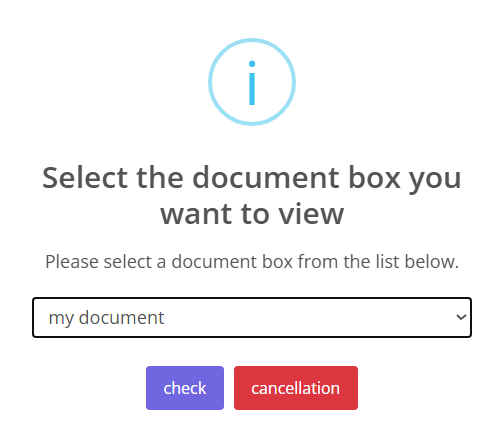 i
Select the document box you
want to view
Please select a document box from the list below.
my document
check
cancellation